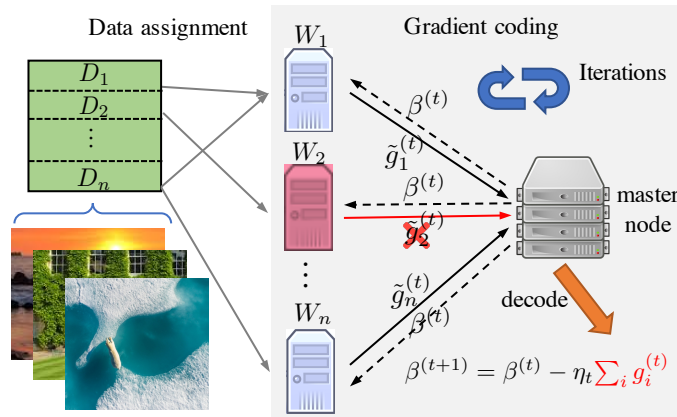 Data assignment
Gradient coding
D₁
D₂
⋮
Dₙ
W₁
W₂
⋮
Wₙ
β⁽ᵗ⁾
g̃₁⁽ᵗ⁾
β⁽ᵗ⁾
g̃₂⁽ᵗ⁾
g̃ₙ⁽ᵗ⁾
β⁽ᵗ⁾
Iterations
master
node
decode
β⁽ᵗ⁺¹⁾ = β⁽ᵗ⁾ − ηₜ∑ᵢ gᵢ⁽ᵗ⁾